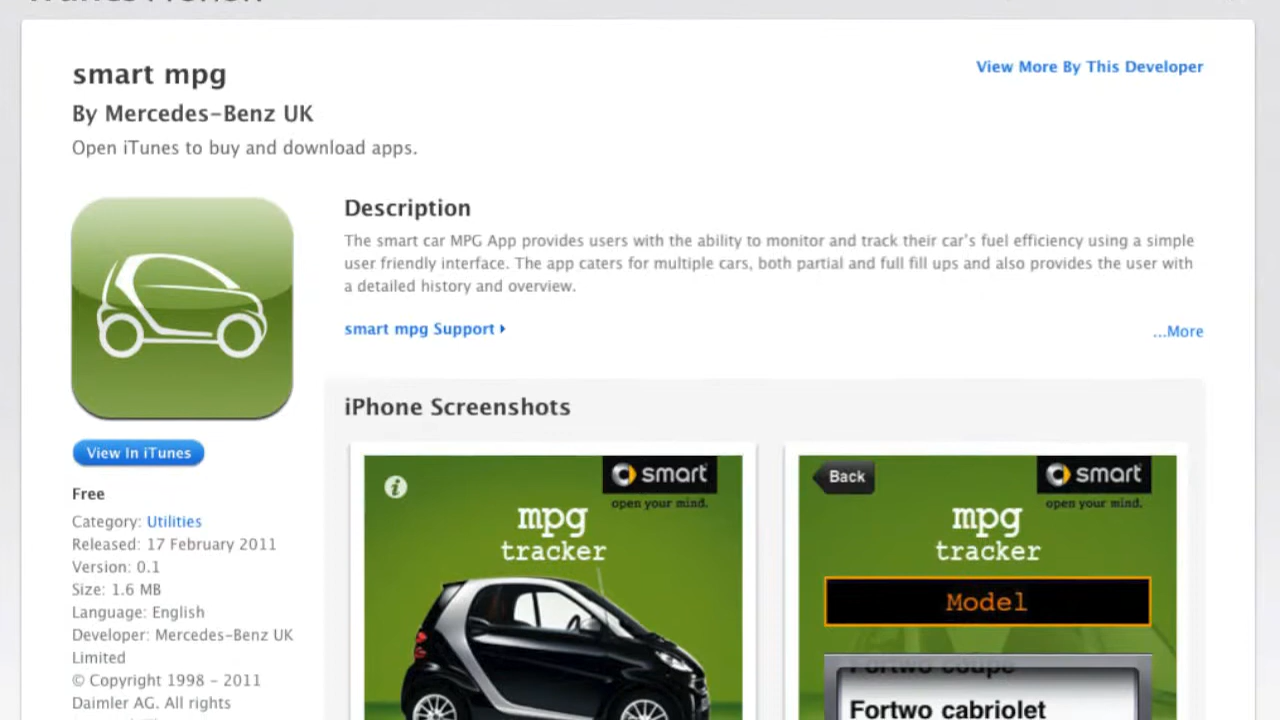 smart mpg
View More By This Developer
By Mercedes-Benz UK
Open iTunes to buy and download apps.
Description
The smart car MPG App provides users with the ability to monitor and track their car's fuel efficiency using a simple
user friendly interface. The app caters for multiple cars, both partial and full fill ups and also provides the user with
a detailed history and overview.
smart mpg Support
...More
View In iTunes
Free
Category: Utilities
Released: 17 February 2011
Version: 0.1
Size: 1.6 MB
Language: English
Developer: Mercedes-Benz UK
Limited
© Copyright 1998 - 2011
Daimler AG. All rights
iPhone Screenshots
smart
open your mind.
mpg
tracker
Back
smart
open your mind.
mpg
tracker
Model
Fortwo coupe
Fortwo cabriolet